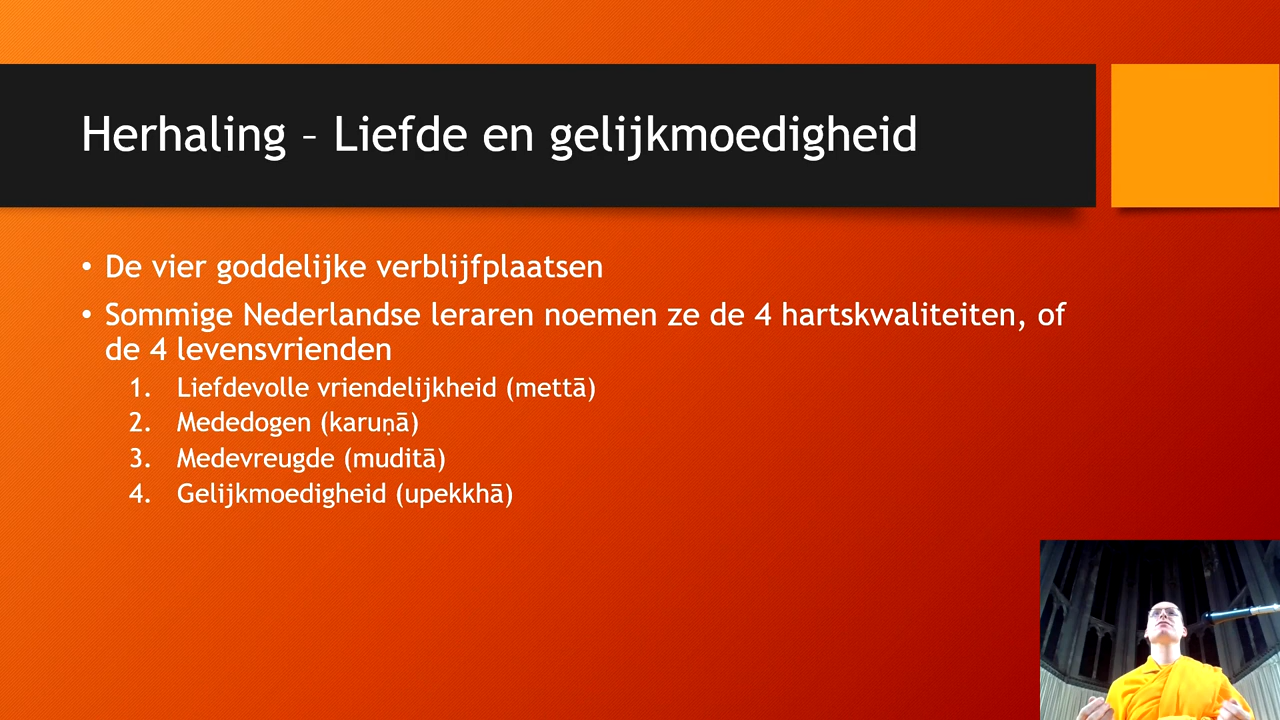 Herhaling – Liefde en gelijkmoedigheid
• De vier goddelijke verblijfplaatsen
• Sommige Nederlandse leraren noemen ze de 4 hartskwaliteiten, of
de 4 levensvrienden
1. Liefdevolle vriendelijkheid (mettā)
2. Mededogen (karuṇā)
3. Medevreugde (muditā)
4. Gelijkmoedigheid (upekkhā)